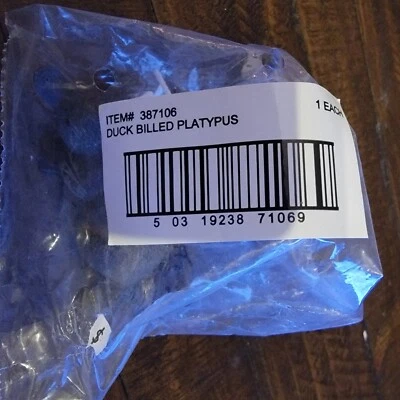 ITEM# 387106
1 EACH
DUCK BILLED PLATYPUS
5 03 19238 71069